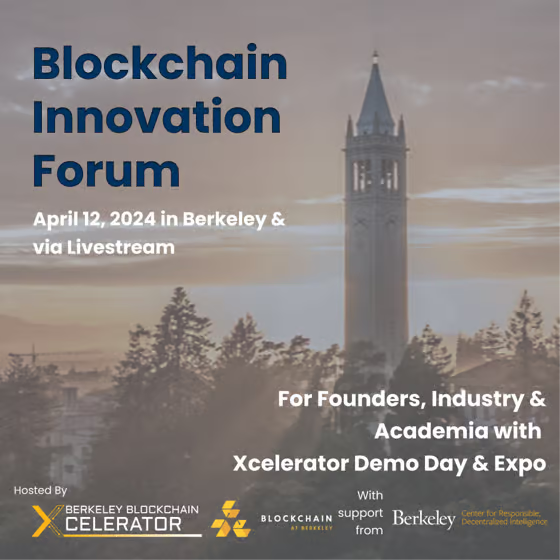 Blockchain
Innovation
Forum
April 12, 2024 in Berkeley &
via Livestream
For Founders, Industry &
Academia with
Xcelerator Demo Day & Expo
Hosted By
BERKELEY BLOCKCHAIN
XCELERATOR
BLOCKCHAIN
AT BERKELEY
With
support
from
Berkeley
Center for Responsible,
Decentralized Intelligence